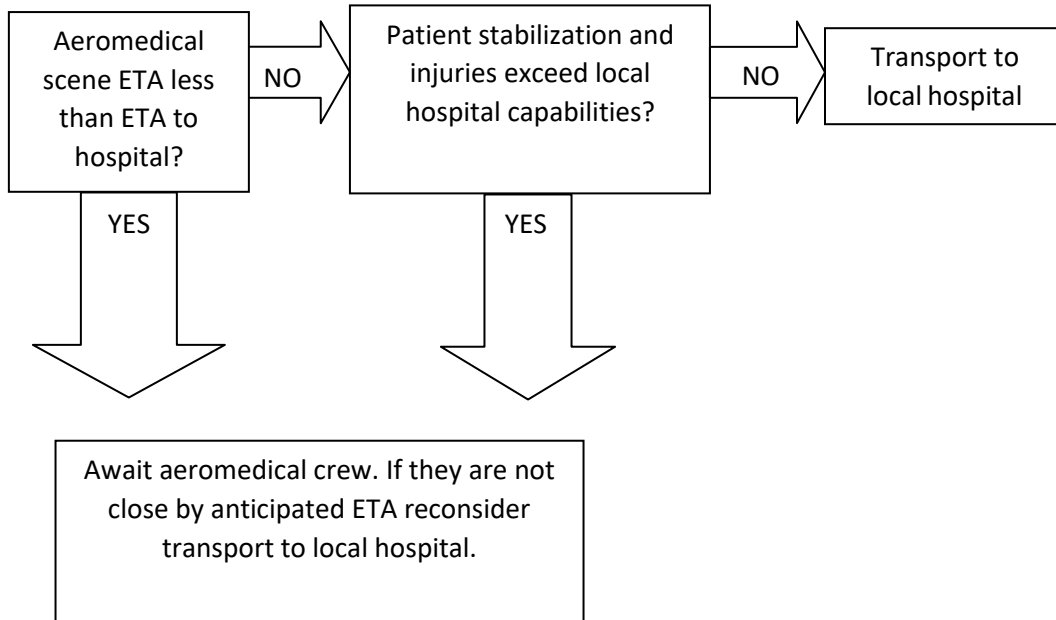 Aeromedical
scene ETA less
than ETA to
hospital?
NO
Patient stabilization and
injuries exceed local
hospital capabilities?
NO
Transport to
local hospital
YES
YES
Await aeromedical crew. If they are not
close by anticipated ETA reconsider
transport to local hospital.